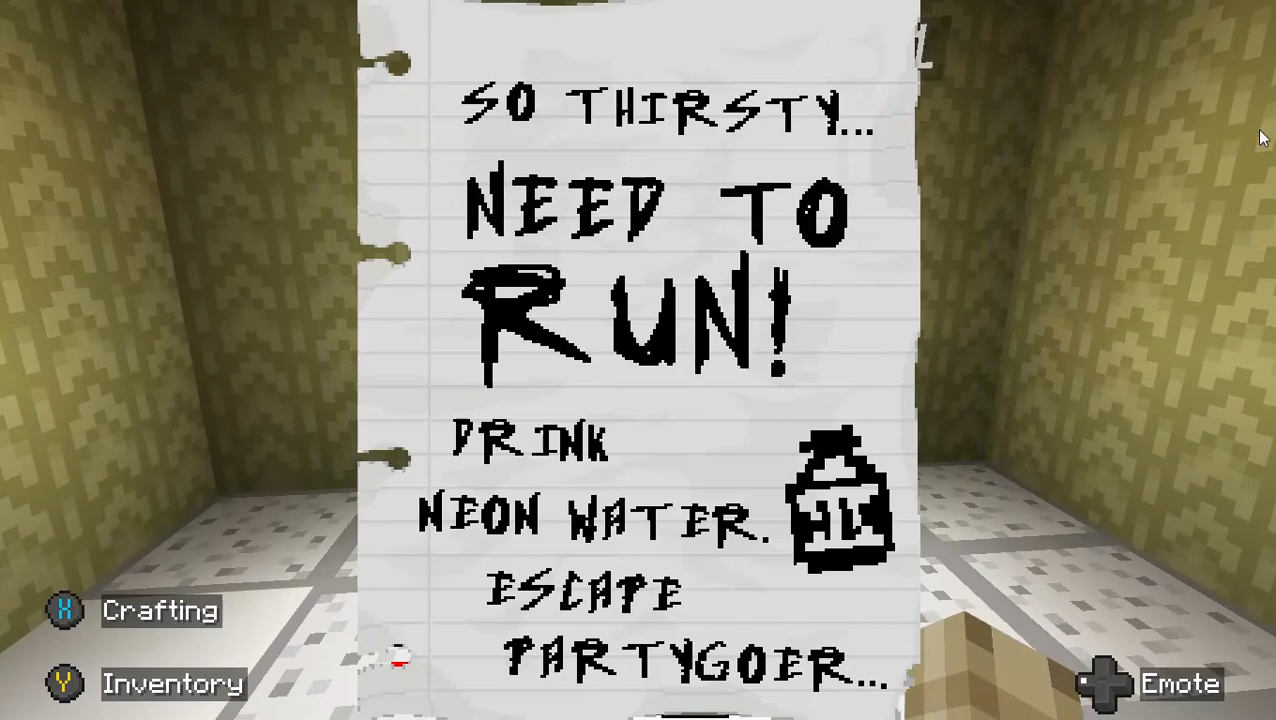 SO THIRSTY...
NEED TO
RUN!
DRINK
NEON WATER.
ESCAPE
PARTYGOER...
X Crafting
Y Inventory
Emote